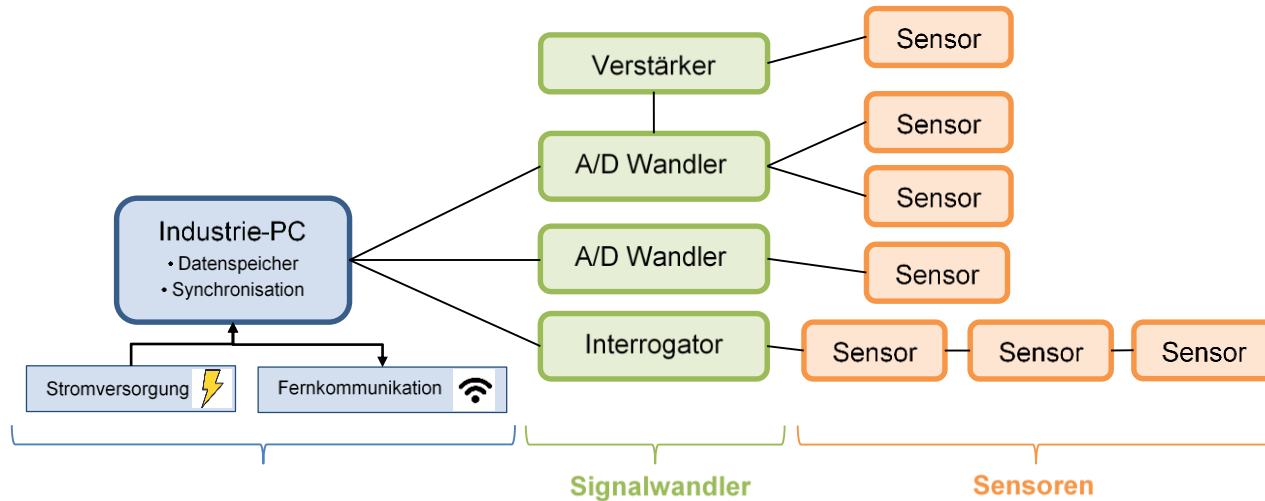 Verstärker
Sensor
A/D Wandler
Sensor
Sensor
Industrie-PC
• Datenspeicher
• Synchronisation
A/D Wandler
Sensor
Interrogator
Sensor
Sensor
Sensor
Stromversorgung
Fernkommunikation
Signalwandler
Sensoren